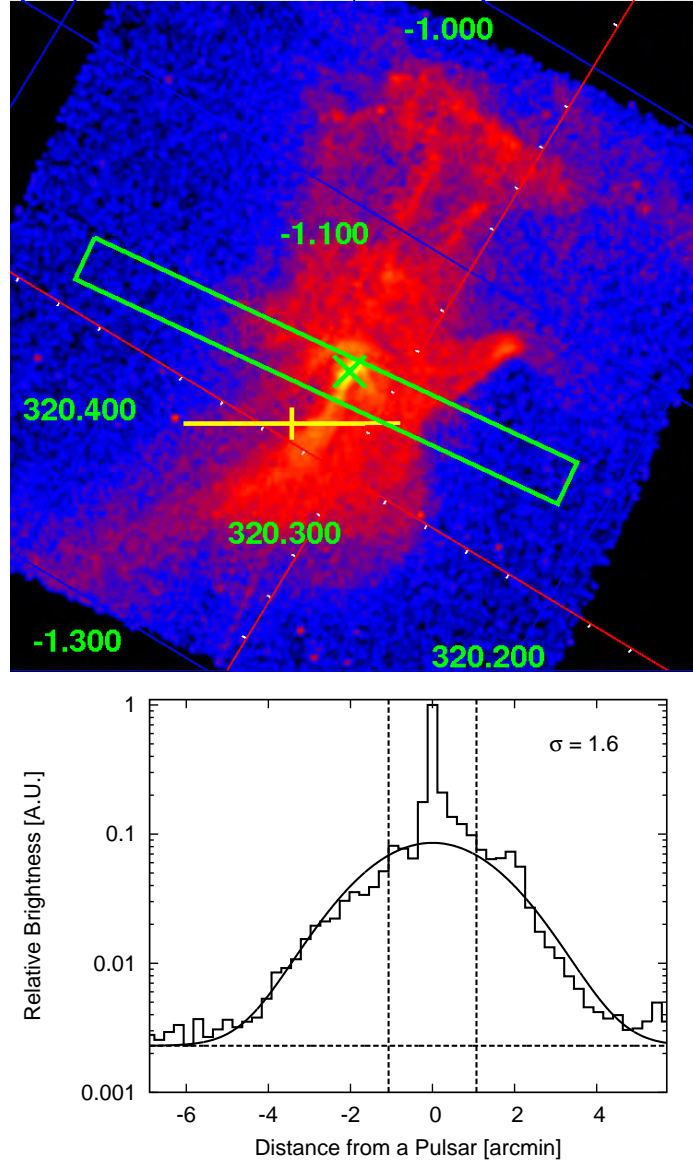 -1.000
-1.100
320.400
320.300
-1.300
320.200
1
σ = 1.6
0.1
0.01
0.001
Relative Brightness [A.U.]
-6 -4 -2 0 2 4
Distance from a Pulsar [arcmin]